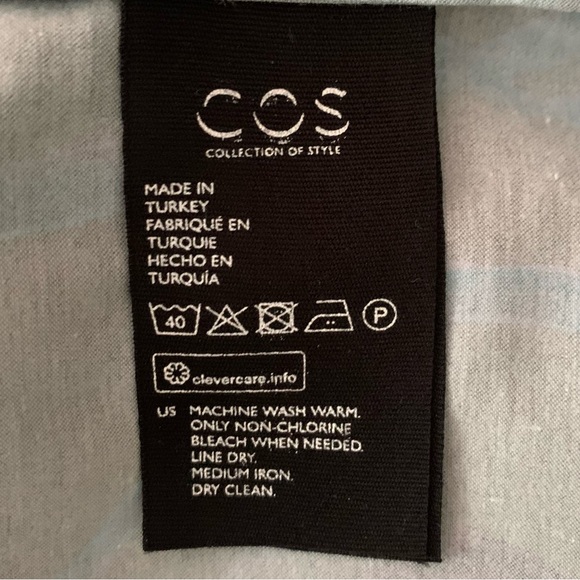 COS
COLLECTION OF STYLE
MADE IN
TURKEY
FABRIQUÉ EN
TURQUIE
HECHO EN
TURQUÍA
40 P
clevercare.info
US MACHINE WASH WARM.
ONLY NON-CHLORINE
BLEACH WHEN NEEDED.
LINE DRY.
MEDIUM IRON.
DRY CLEAN.